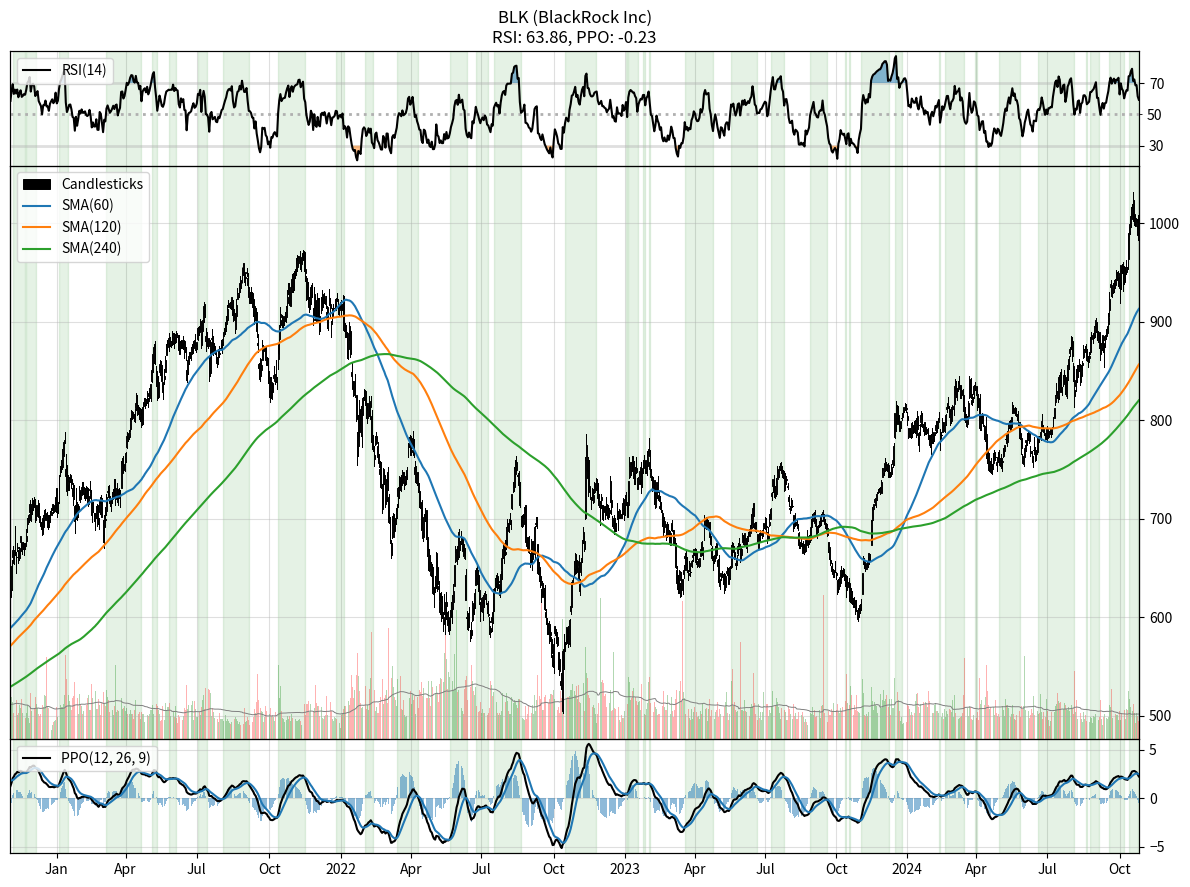 BLK (BlackRock Inc)
RSI: 63.86, PPO: -0.23
RSI(14)
70
50
30
Candlesticks
SMA(60)
SMA(120)
SMA(240)
1000
900
800
700
600
500
PPO(12, 26, 9)
5
0
−5
Jan Apr Jul Oct 2022 Apr Jul Oct 2023 Apr Jul Oct 2024 Apr Jul Oct